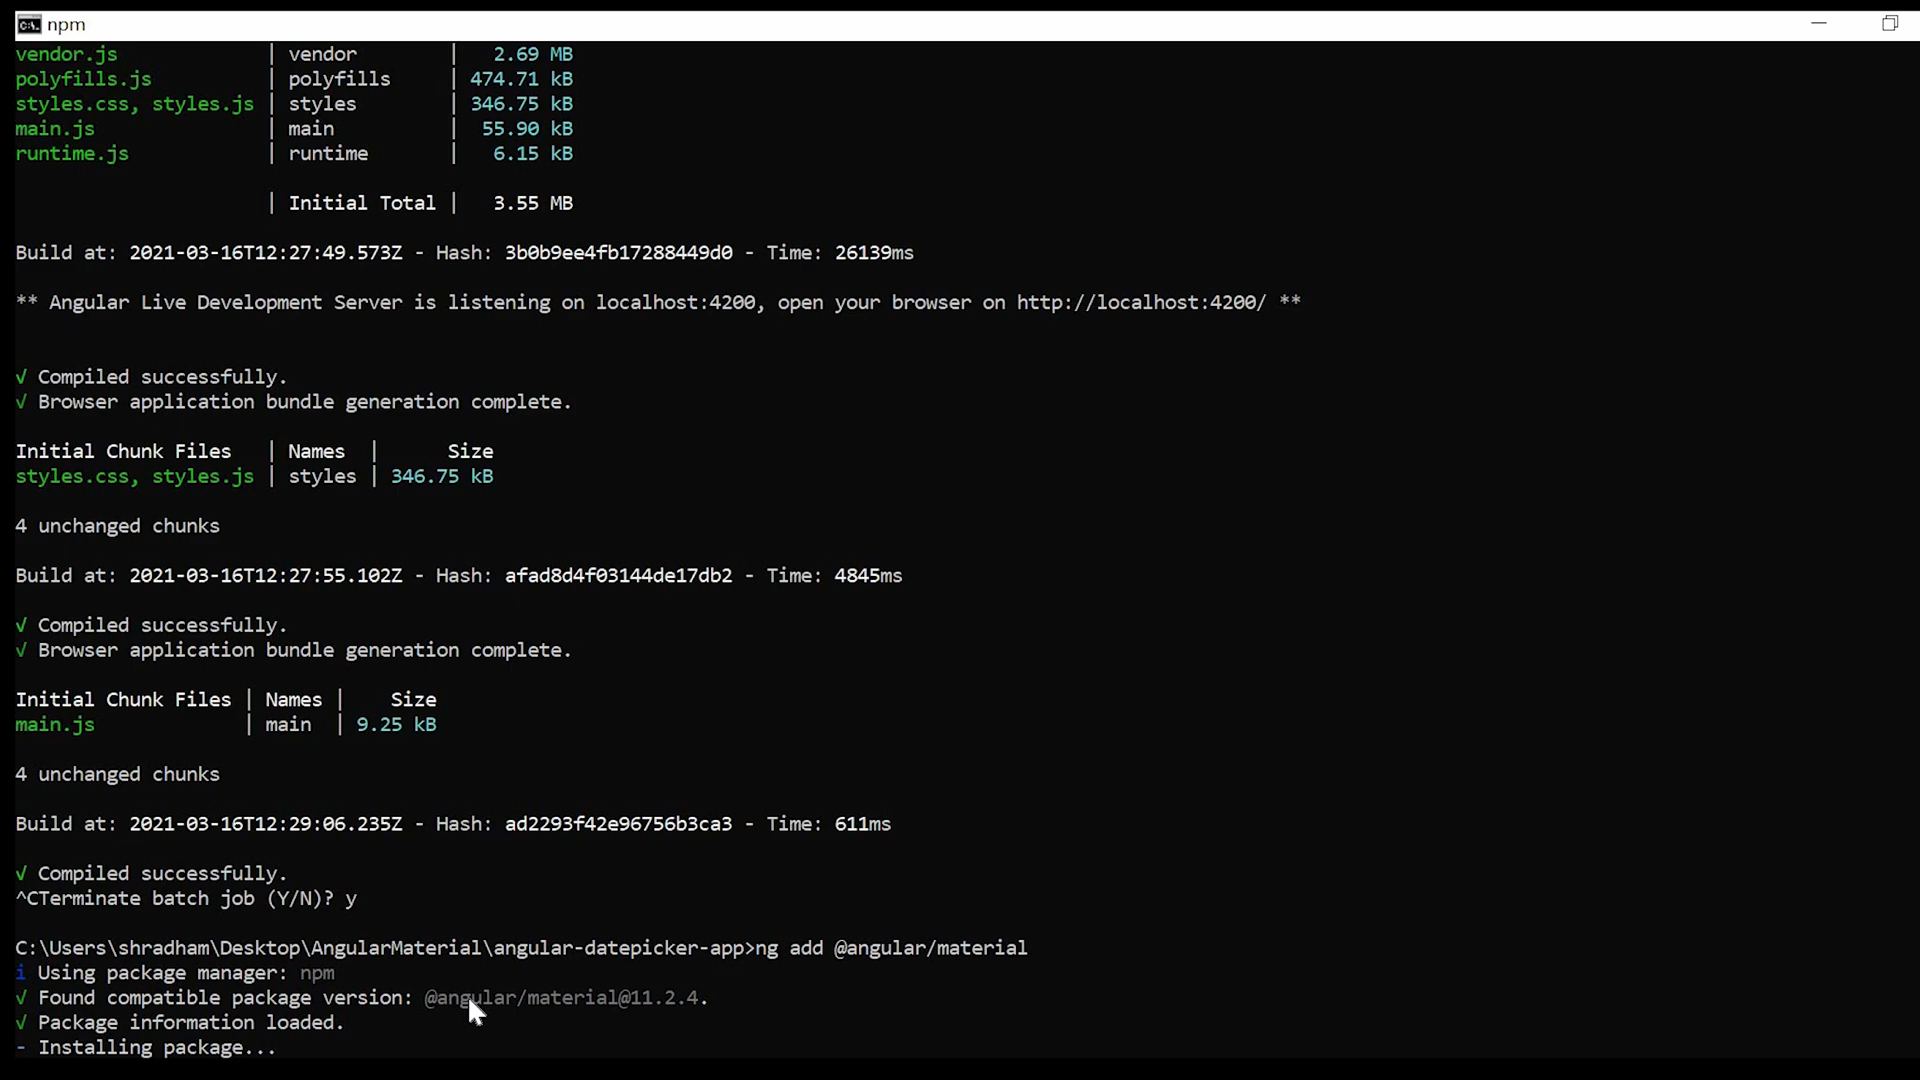 npm
vendor.js | vendor | 2.69 MB
polyfills.js | polyfills | 474.71 kB
styles.css, styles.js | styles | 346.75 kB
main.js | main | 55.90 kB
runtime.js | runtime | 6.15 kB
| Initial Total | 3.55 MB
Build at: 2021-03-16T12:27:49.573Z - Hash: 3b0b9ee4fb17288449d0 - Time: 26139ms
** Angular Live Development Server is listening on localhost:4200, open your browser on http://localhost:4200/ **
√ Compiled successfully.
√ Browser application bundle generation complete.
Initial Chunk Files | Names | Size
styles.css, styles.js | styles | 346.75 kB
4 unchanged chunks
Build at: 2021-03-16T12:27:55.102Z - Hash: afad8d4f03144de17db2 - Time: 4845ms
√ Compiled successfully.
√ Browser application bundle generation complete.
Initial Chunk Files | Names | Size
main.js | main | 9.25 kB
4 unchanged chunks
Build at: 2021-03-16T12:29:06.235Z - Hash: ad2293f42e96756b3ca3 - Time: 611ms
√ Compiled successfully.
^CTerminate batch job (Y/N)? y
C:\Users\shradham\Desktop\AngularMaterial\angular-datepicker-app>ng add @angular/material
i Using package manager: npm
√ Found compatible package version: @angular/material@11.2.4.
√ Package information loaded.
- Installing package...